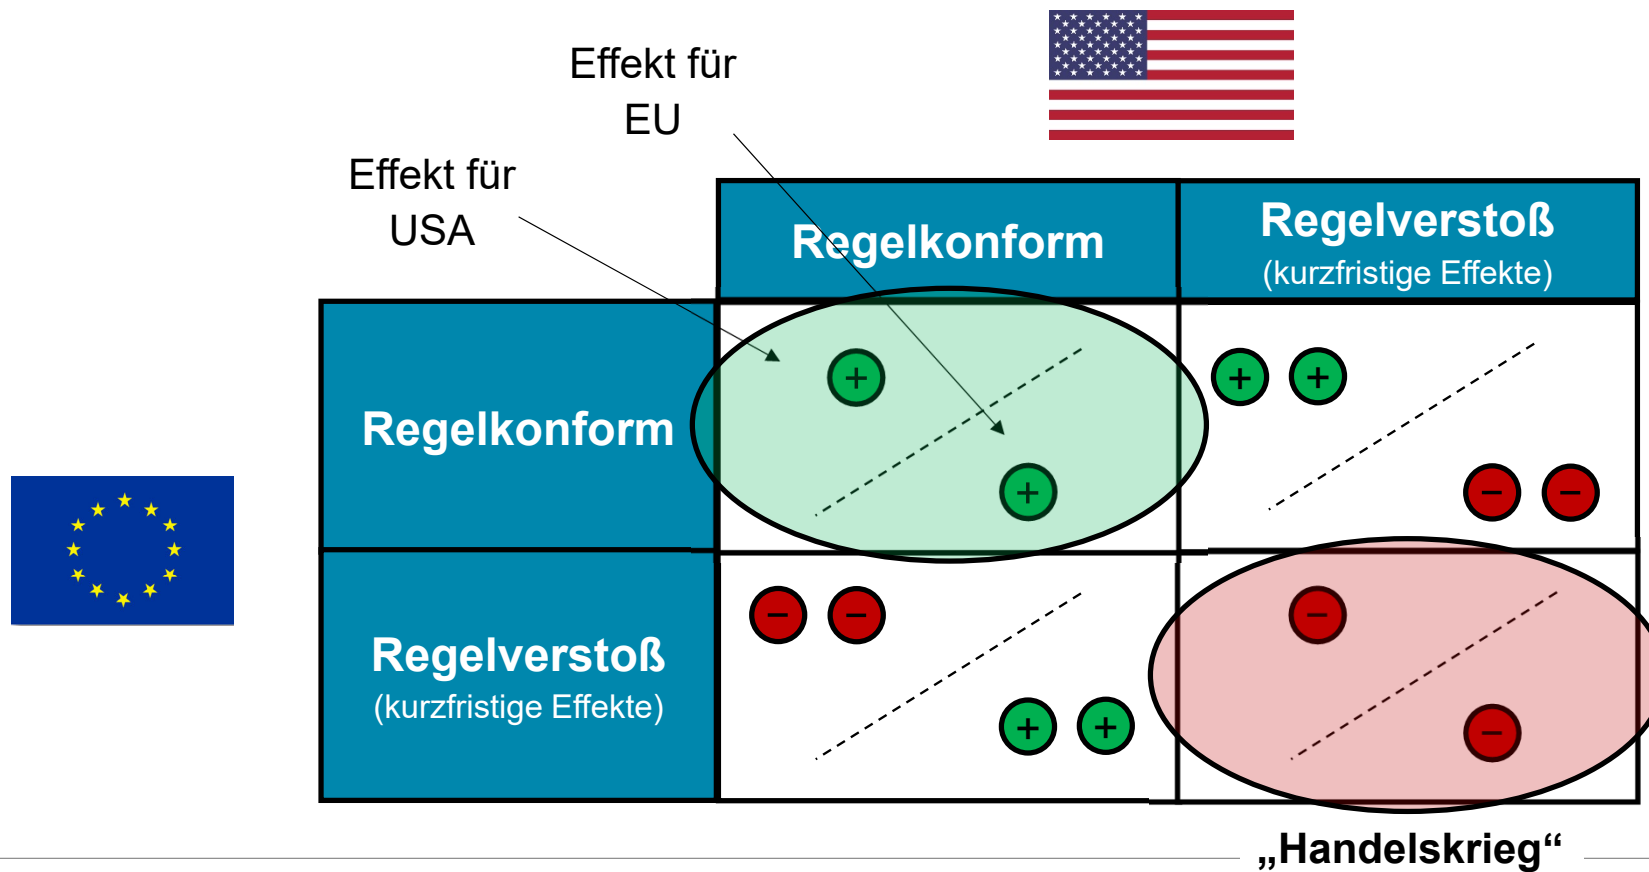 Effekt für
EU
Effekt für
USA
Regelkonform
Regelverstoß
(kurzfristige Effekte)
Regelkonform
+
+
+ +
− −
Regelverstoß
(kurzfristige Effekte)
− −
+ +
−
−
„Handelskrieg“